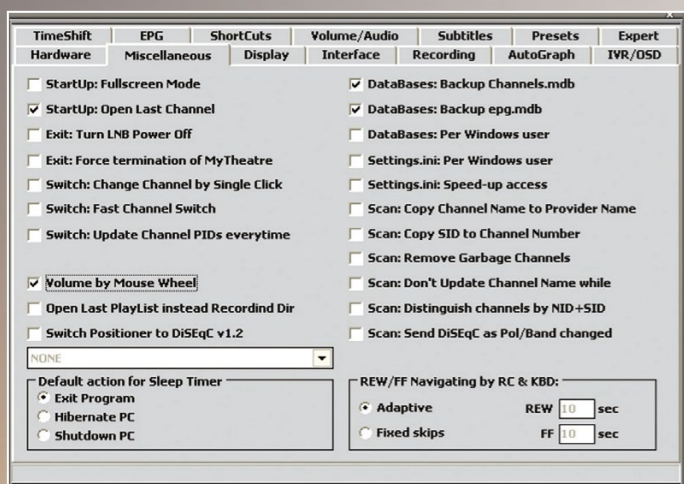 x
TimeShift EPG ShortCuts Volume/Audio Subtitles Presets Expert
Hardware Miscellaneous Display Interface Recording AutoGraph IVR/OSD
StartUp: Fullscreen Mode
StartUp: Open Last Channel
Exit: Turn LNB Power Off
Exit: Force termination of MyTheatre
Switch: Change Channel by Single Click
Switch: Fast Channel Switch
Switch: Update Channel PIDs everytime
Volume by Mouse Wheel
Open Last PlayList instead Recordind Dir
Switch Positioner to DiSEqC v1.2
NONE
DataBases: Backup Channels.mdb
DataBases: Backup epg.mdb
DataBases: Per Windows user
Settings.ini: Per Windows user
Settings.ini: Speed-up access
Scan: Copy Channel Name to Provider Name
Scan: Copy SID to Channel Number
Scan: Remove Garbage Channels
Scan: Don't Update Channel Name while
Scan: Distinguish channels by NID+SID
Scan: Send DiSEqC as Pol/Band changed
Default action for Sleep Timer
Exit Program
Hibernate PC
Shutdown PC
REW/FF Navigating by RC & KBD:
Adaptive REW 10 sec
Fixed skips FF 10 sec